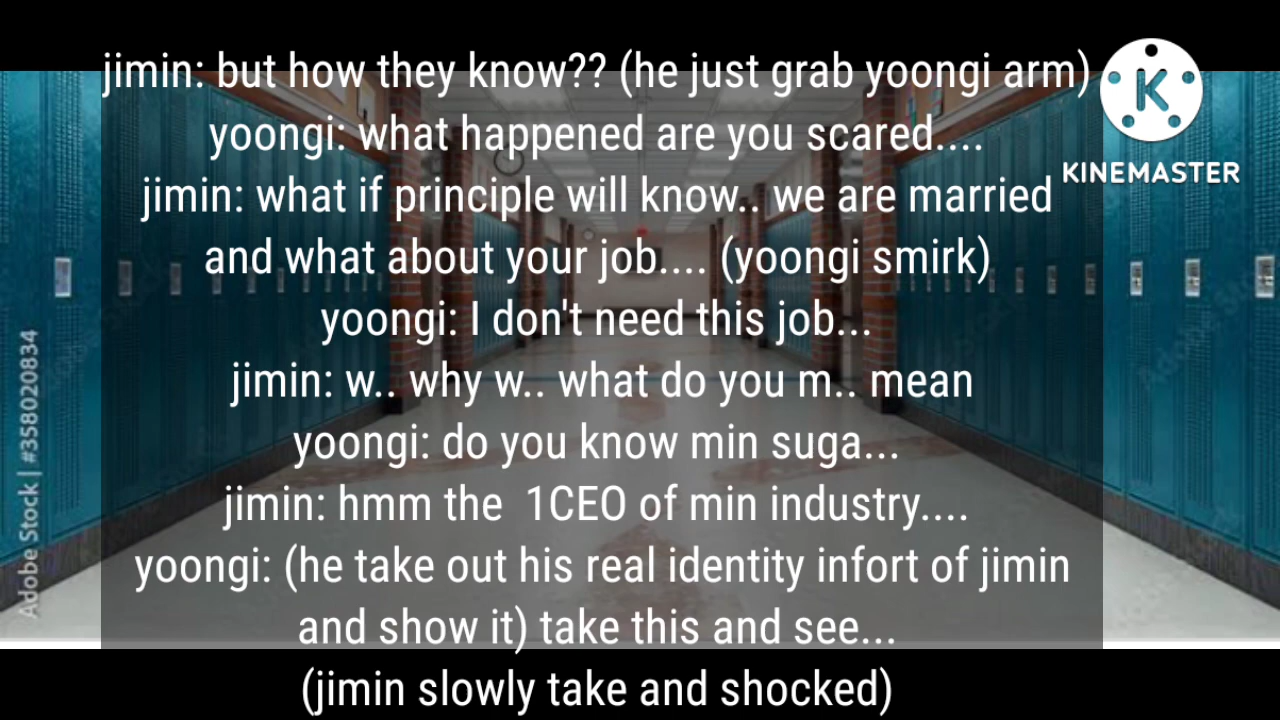 jimin: but how they know?? (he just grab yoongi arm)
yoongi: what happened are you scared....
jimin: what if principle will know.. we are married
and what about your job.... (yoongi smirk)
yoongi: I don't need this job...
jimin: w.. why w.. what do you m.. mean
yoongi: do you know min suga...
jimin: hmm the  1CEO of min industry....
yoongi: (he take out his real identity infort of jimin
and show it) take this and see...
(jimin slowly take and shocked)
K
KINEMASTER
Adobe Stock | #358020834